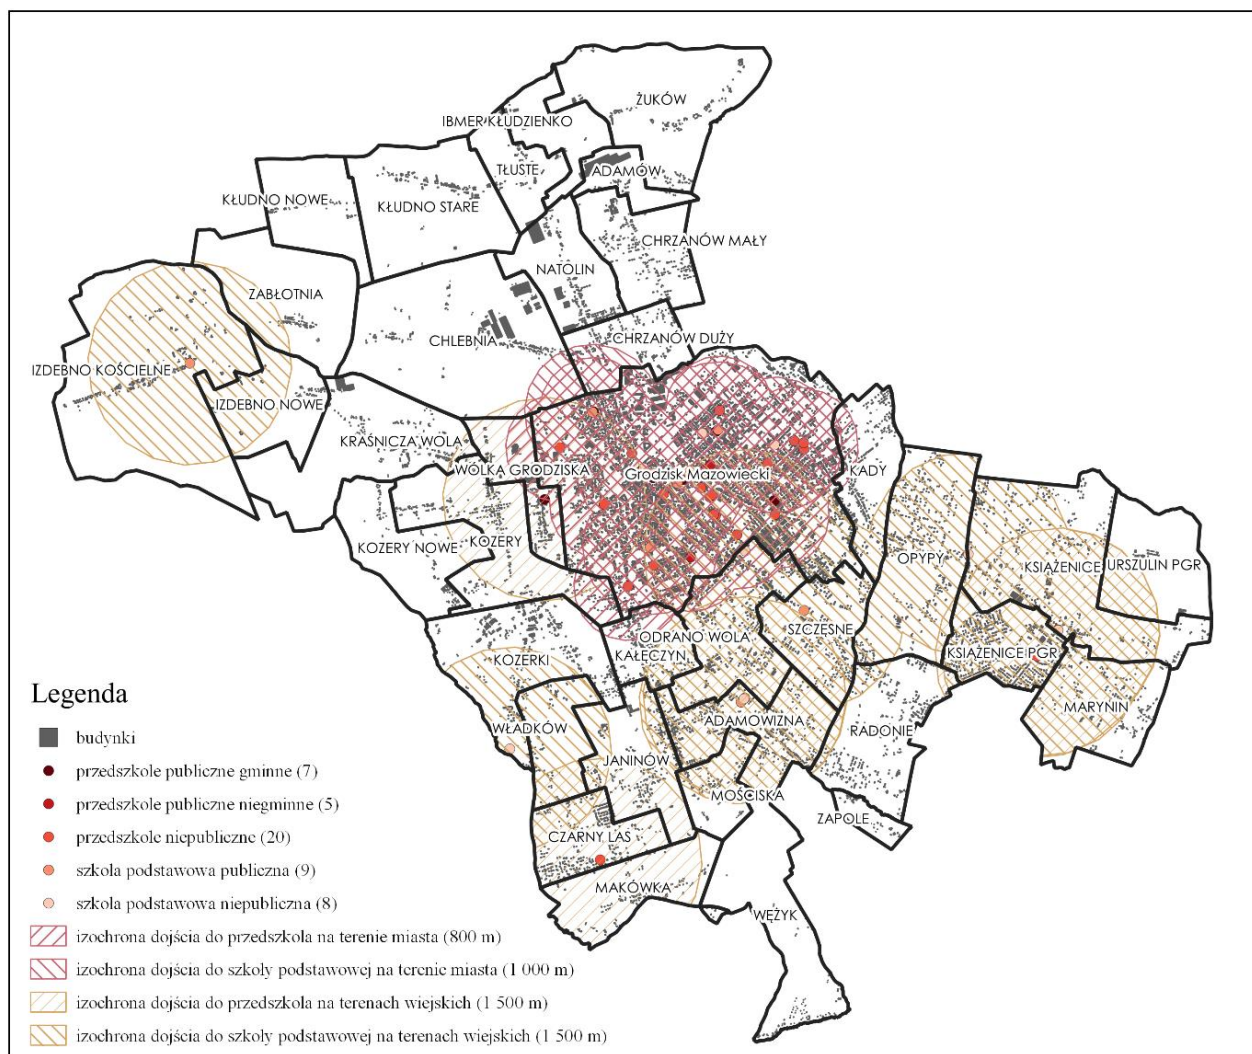 ŻUKÓW
IBMER KŁUDZIENKO
TŁUSTE
ADAMÓW
KŁUDNO NOWE
KŁUDNO STARE
CHRZANÓW MAŁY
NATOLIN
ZABŁOTNIA
CHLEBNIA
CHRZANÓW DUŻY
IZDEBNO KOŚCIELNE
IZDEBNO NOWE
KRAŚNICZA WOLA
WÓLKA GRODZISKA
Grodzisk Mazowiecki
KADY
KOZERY NOWE
KOZERY
OPYPY
KSIĄŻENICE
URSZULIN PGR
SZCZĘSNE
ODRANO WOLA
KAŁĘCZYN
KOZERKI
KSIĄŻENICE PGR
MARYNIN
WŁADKÓW
ADAMOWIZNA
RADONIE
JANINÓW
MOŚCISKA
ZAPOLE
CZARNY LAS
MAKÓWKA
WĘŻYK
Legenda
budynki
przedszkole publiczne gminne (7)
przedszkole publiczne niegminne (5)
przedszkole niepubliczne (20)
szkoła podstawowa publiczna (9)
szkoła podstawowa niepubliczna (8)
izochrona dojścia do przedszkola na terenie miasta (800 m)
izochrona dojścia do szkoły podstawowej na terenie miasta (1 000 m)
izochrona dojścia do przedszkola na terenach wiejskich (1 500 m)
izochrona dojścia do szkoły podstawowej na terenach wiejskich (1 500 m)